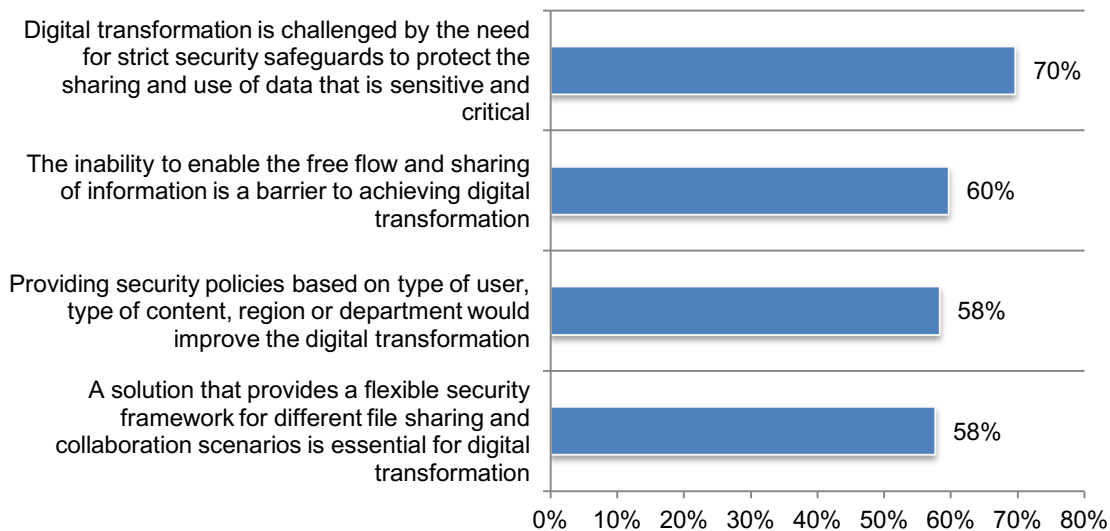 Digital transformation is challenged by the need
for strict security safeguards to protect the
sharing and use of data that is sensitive and
critical
70%
The inability to enable the free flow and sharing
of information is a barrier to achieving digital
transformation
60%
Providing security policies based on type of user,
type of content, region or department would
improve the digital transformation
58%
A solution that provides a flexible security
framework for different file sharing and
collaboration scenarios is essential for digital
transformation
58%
0% 10% 20% 30% 40% 50% 60% 70% 80%